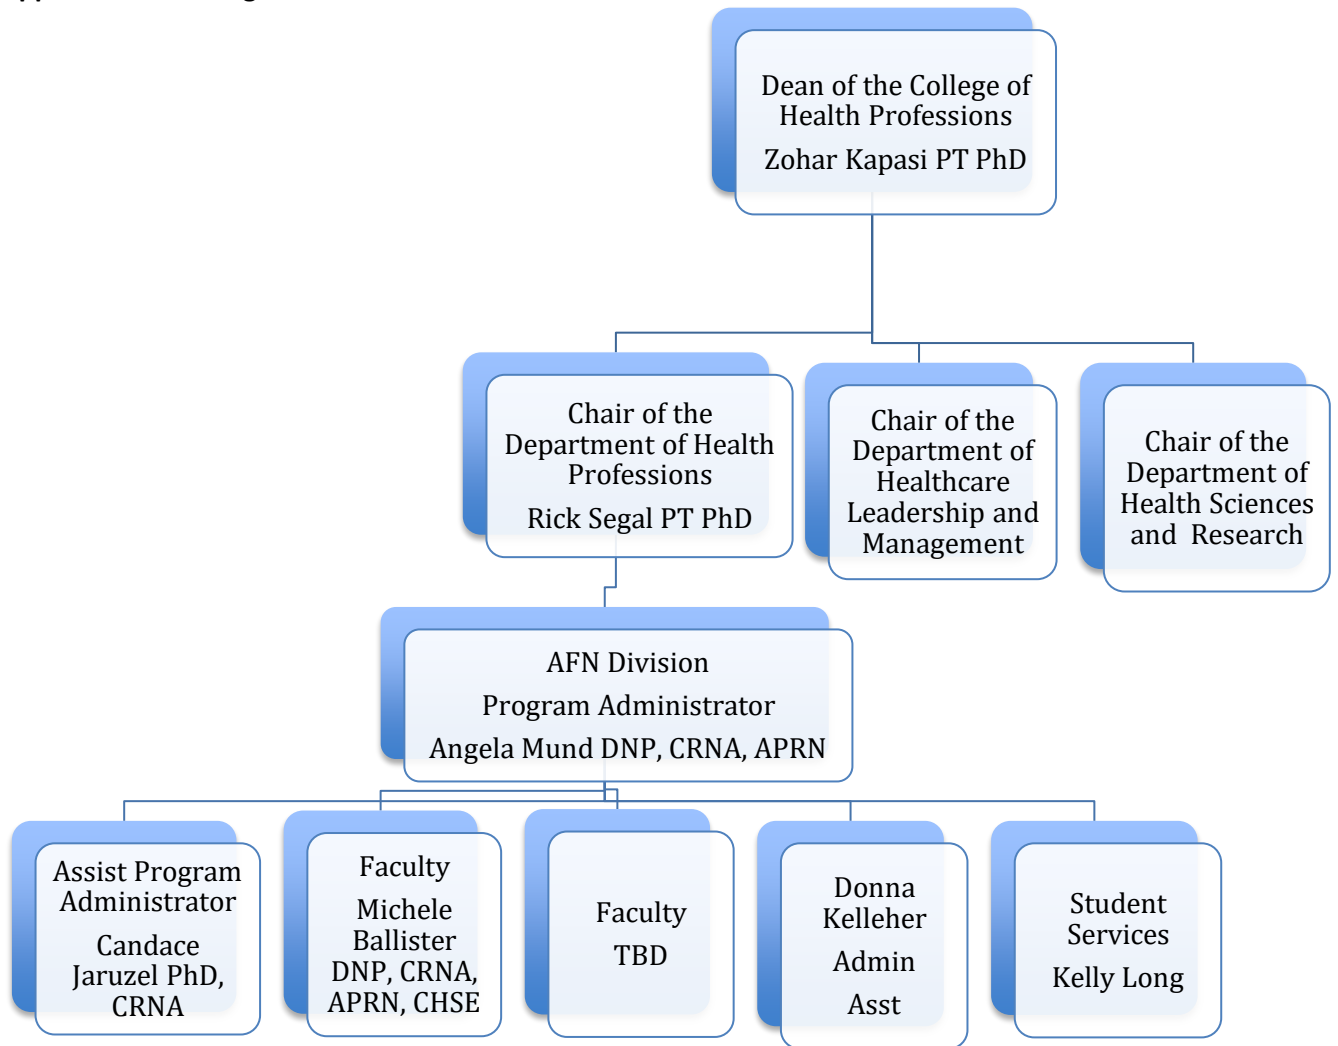 Dean of the College of
Health Professions
Zohar Kapasi PT PhD
Chair of the
Department of Health
Professions
Rick Segal PT PhD
Chair of the
Department of
Healthcare
Leadership and
Management
Chair of the
Department of
Health Sciences
and Research
AFN Division
Program Administrator
Angela Mund DNP, CRNA, APRN
Assist Program
Administrator
Candace
Jaruzel PhD,
CRNA
Faculty
Michele
Ballister
DNP, CRNA,
APRN, CHSE
Faculty
TBD
Donna
Kelleher
Admin
Asst
Student
Services
Kelly Long